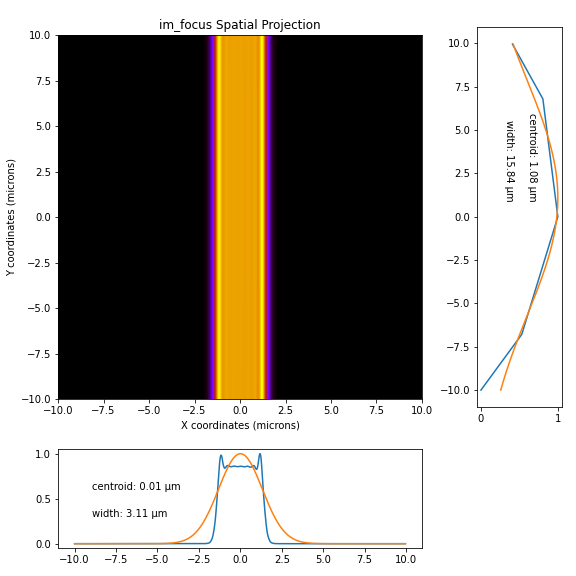 im_focus Spatial Projection
10.0
7.5
5.0
2.5
0.0
−2.5
−5.0
−7.5
−10.0
Y coordinates (microns)
−10.0 −7.5 −5.0 −2.5 0.0 2.5 5.0 7.5 10.0
X coordinates (microns)
10.0
7.5
5.0
2.5
0.0
−2.5
−5.0
−7.5
−10.0
0 1
centroid: 1.08 μm
width: 15.84 μm
1.0
0.5
0.0
centroid: 0.01 μm
width: 3.11 μm
−10.0 −7.5 −5.0 −2.5 0.0 2.5 5.0 7.5 10.0